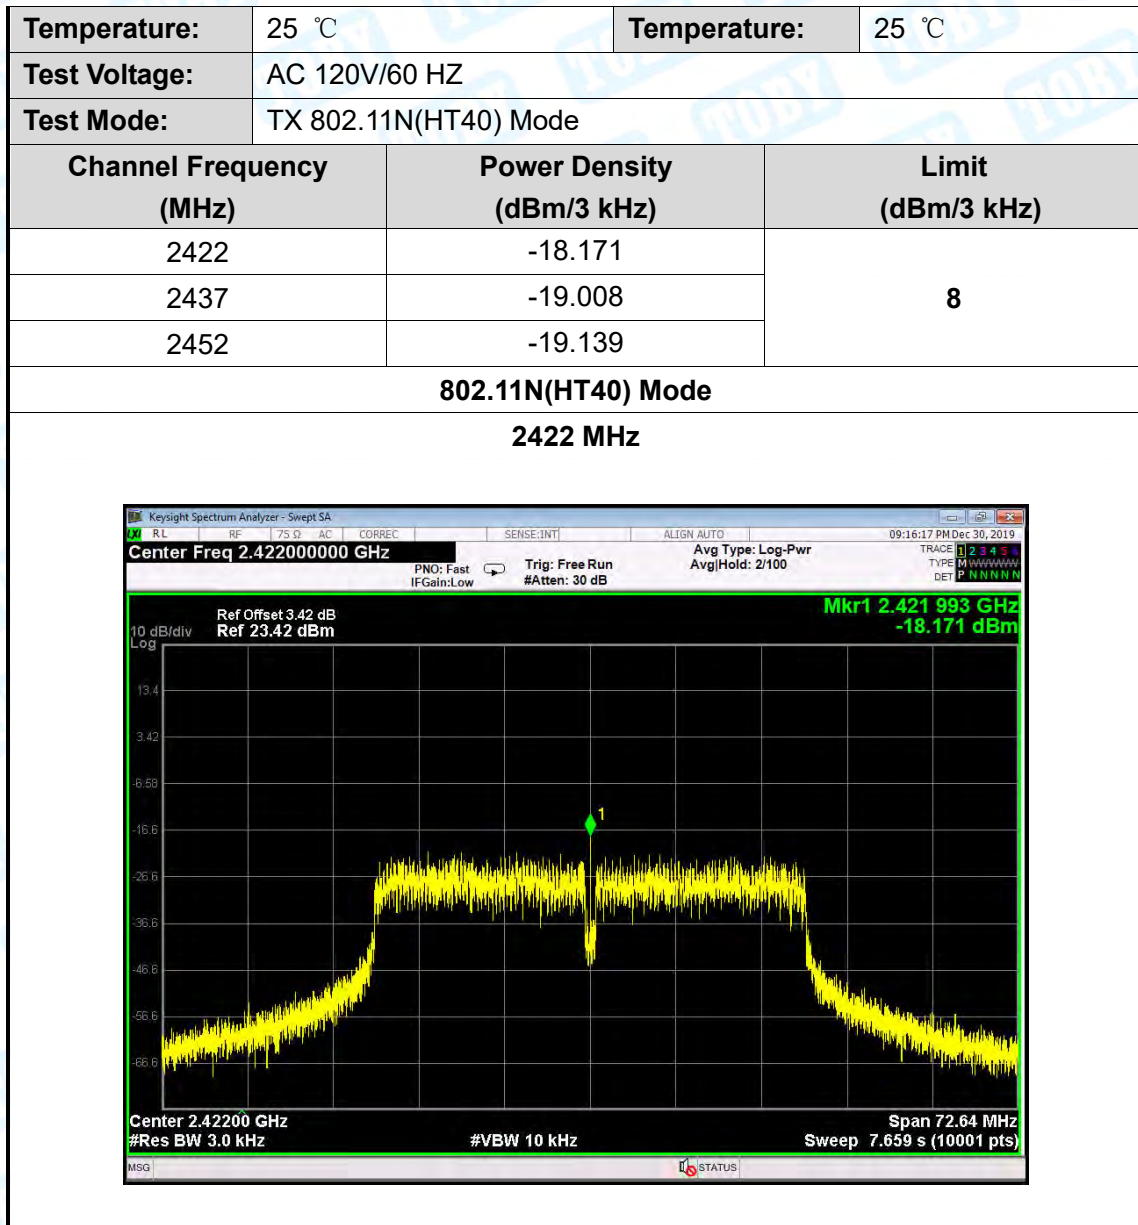 Temperature: 25 ℃ Temperature: 25 ℃
Test Voltage: AC 120V/60 HZ
Test Mode: TX 802.11N(HT40) Mode
Channel Frequency (MHz) Power Density (dBm/3 kHz) Limit (dBm/3 kHz)
2422 -18.171
2437 -19.008 8
2452 -19.139
802.11N(HT40) Mode
2422 MHz
Keysight Spectrum Analyzer - Swept SA
LXI RL RF 75 Ω AC CORREC SENSE:INT ALIGN AUTO 09:16:17 PM Dec 30, 2019
Center Freq 2.422000000 GHz
PNO: Fast
IFGain:Low
Trig: Free Run
#Atten: 30 dB
Avg Type: Log-Pwr
Avg|Hold: 2/100
TRACE 1 2 3 4 5 6
TYPE M WWWWW
DET P N N N N N
Mkr1 2.421 993 GHz
-18.171 dBm
Ref Offset 3.42 dB
10 dB/div Ref 23.42 dBm
Log
13.4
3.42
-6.58
1
-16.6
-26.6
-36.6
-46.6
-56.6
-66.6
Center 2.42200 GHz Span 72.64 MHz
#Res BW 3.0 kHz #VBW 10 kHz Sweep 7.659 s (10001 pts)
MSG STATUS
TOBY